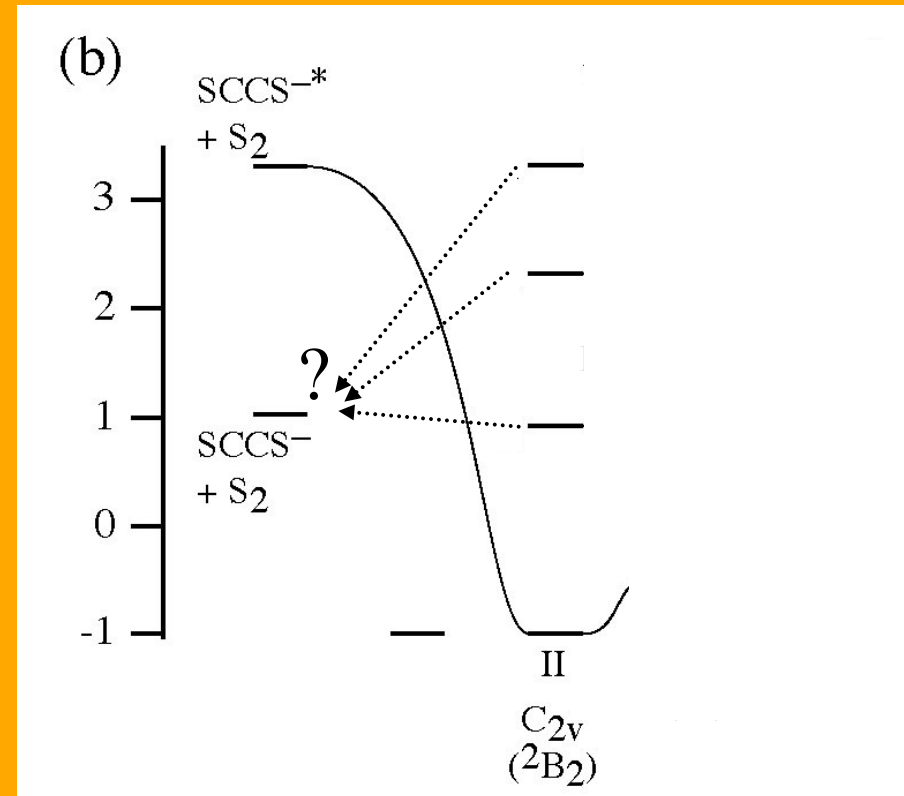 (b)
SCCS⁻*
+ S₂
3
2
?
1
SCCS⁻
+ S₂
0
-1
II
C₂ᵥ
(²B₂)